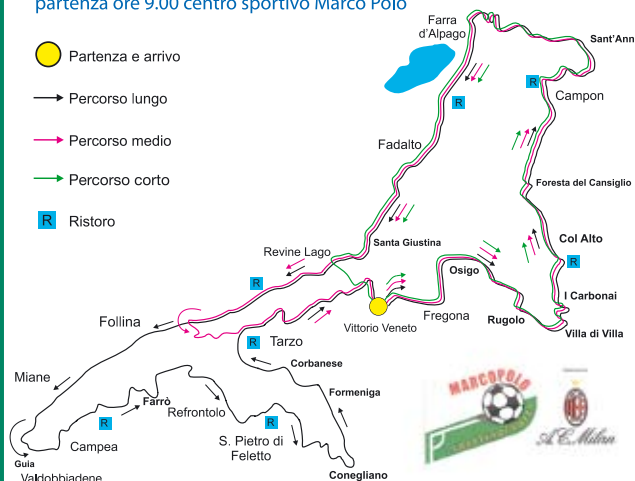 partenza ore 9.00 centro sportivo Marco Polo
Partenza e arrivo
Percorso lungo
Percorso medio
Percorso corto
R Ristoro
Farra
d'Alpago
Sant'Ann
R
R
Campon
Fadalto
Foresta del Cansiglio
Santa Giustina
Col Alto
Revine Lago
R
R
Osigo
I Carbonai
Follina
Vittorio Veneto
Fregona
Rugolo
Villa di Villa
R
Tarzo
Corbanese
Miane
Farrò
Refrontolo
Formeniga
R
R
Campea
S. Pietro di
Feletto
Guia
Valdobbiadene
Conegliano
MARCOPOLO
A.C. Milan